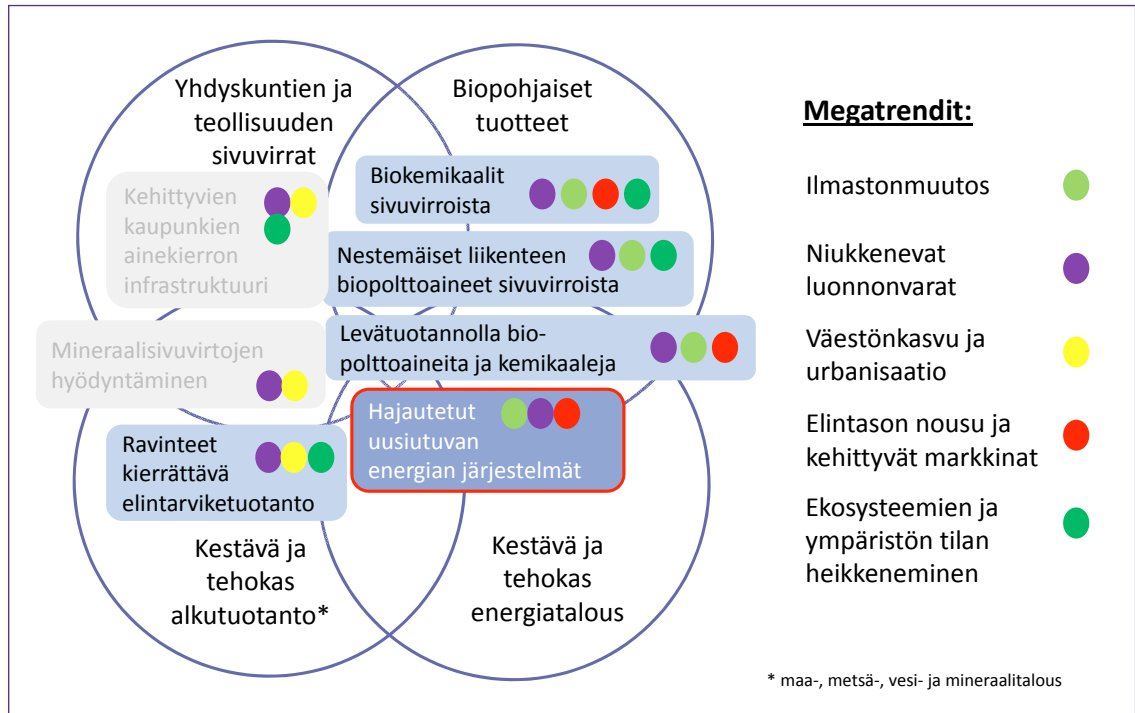 Yhdyskuntien ja
teollisuuden
sivuvirrat
Biopohjaiset
tuotteet
Kehittyvien
kaupunkien
ainekierron
infrastruktuuri
Biokemikaalit
sivuvirroista
Nestemäiset liikenteen
biopolttoaineet sivuvirroista
Mineraalisivuvirtojen
hyödyntäminen
Levätuotannolla bio-
polttoaineita ja kemikaaleja
Ravinteet
kierrättävä
elintarviketuotanto
Hajautetut
uusiutuvan
energian järjestelmät
Kestävä ja
tehokas
alkutuotanto*
Kestävä ja
tehokas
energiatalous
Megatrendit:
Ilmastonmuutos
Niukkenevat
luonnonvarat
Väestönkasvu ja
urbanisaatio
Elintason nousu ja
kehittyvät markkinat
Ekosysteemien ja
ympäristön tilan
heikkeneminen
* maa-, metsä-, vesi- ja mineraalitalous